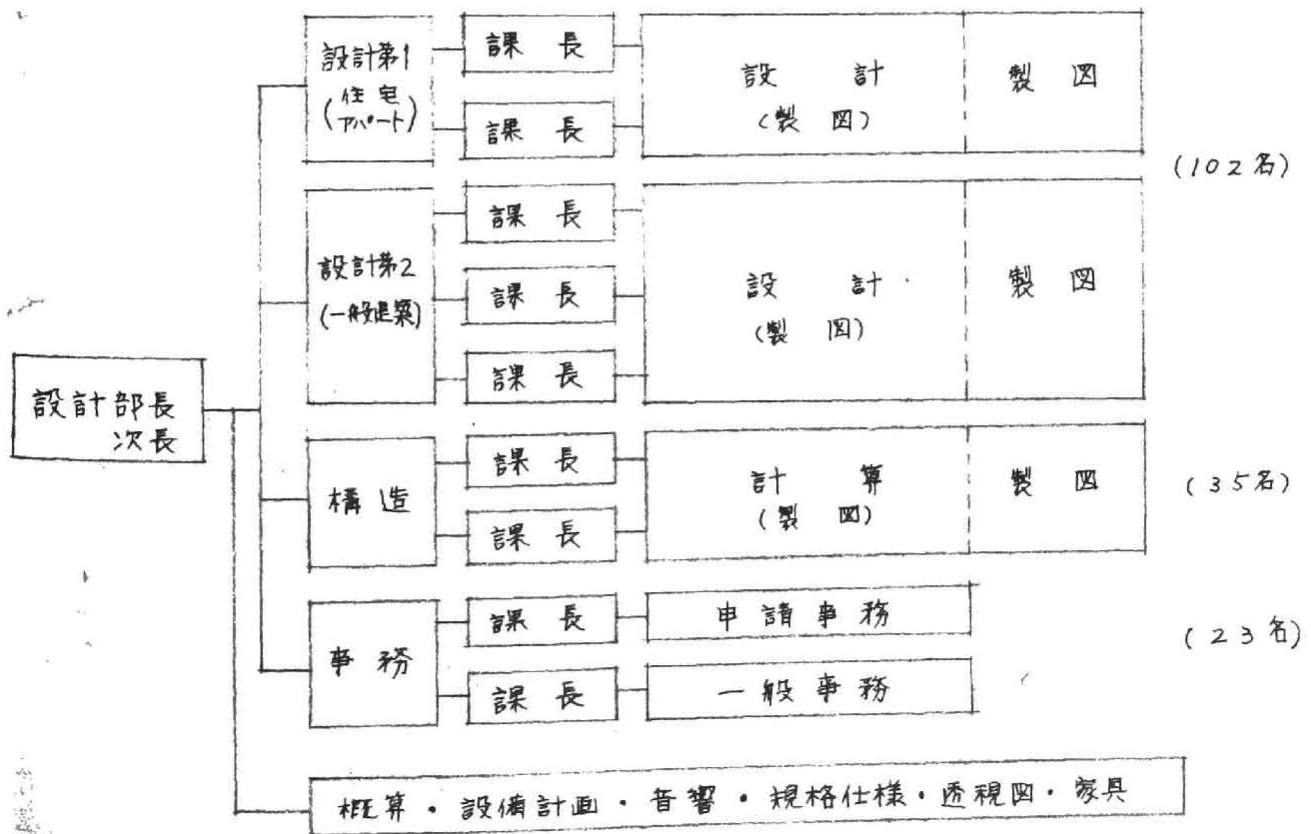 設計部長
次長
設計第1
(住宅
アパート)
課長
課長
設計
(製図)
製図
(102名)
設計第2
(一般建築)
課長
課長
課長
設計
(製図)
製図
構造
課長
課長
計算
(製図)
製図
(35名)
事務
課長
課長
申請事務
一般事務
(23名)
概算・設備計画・音響・規格仕様・透視図・家具